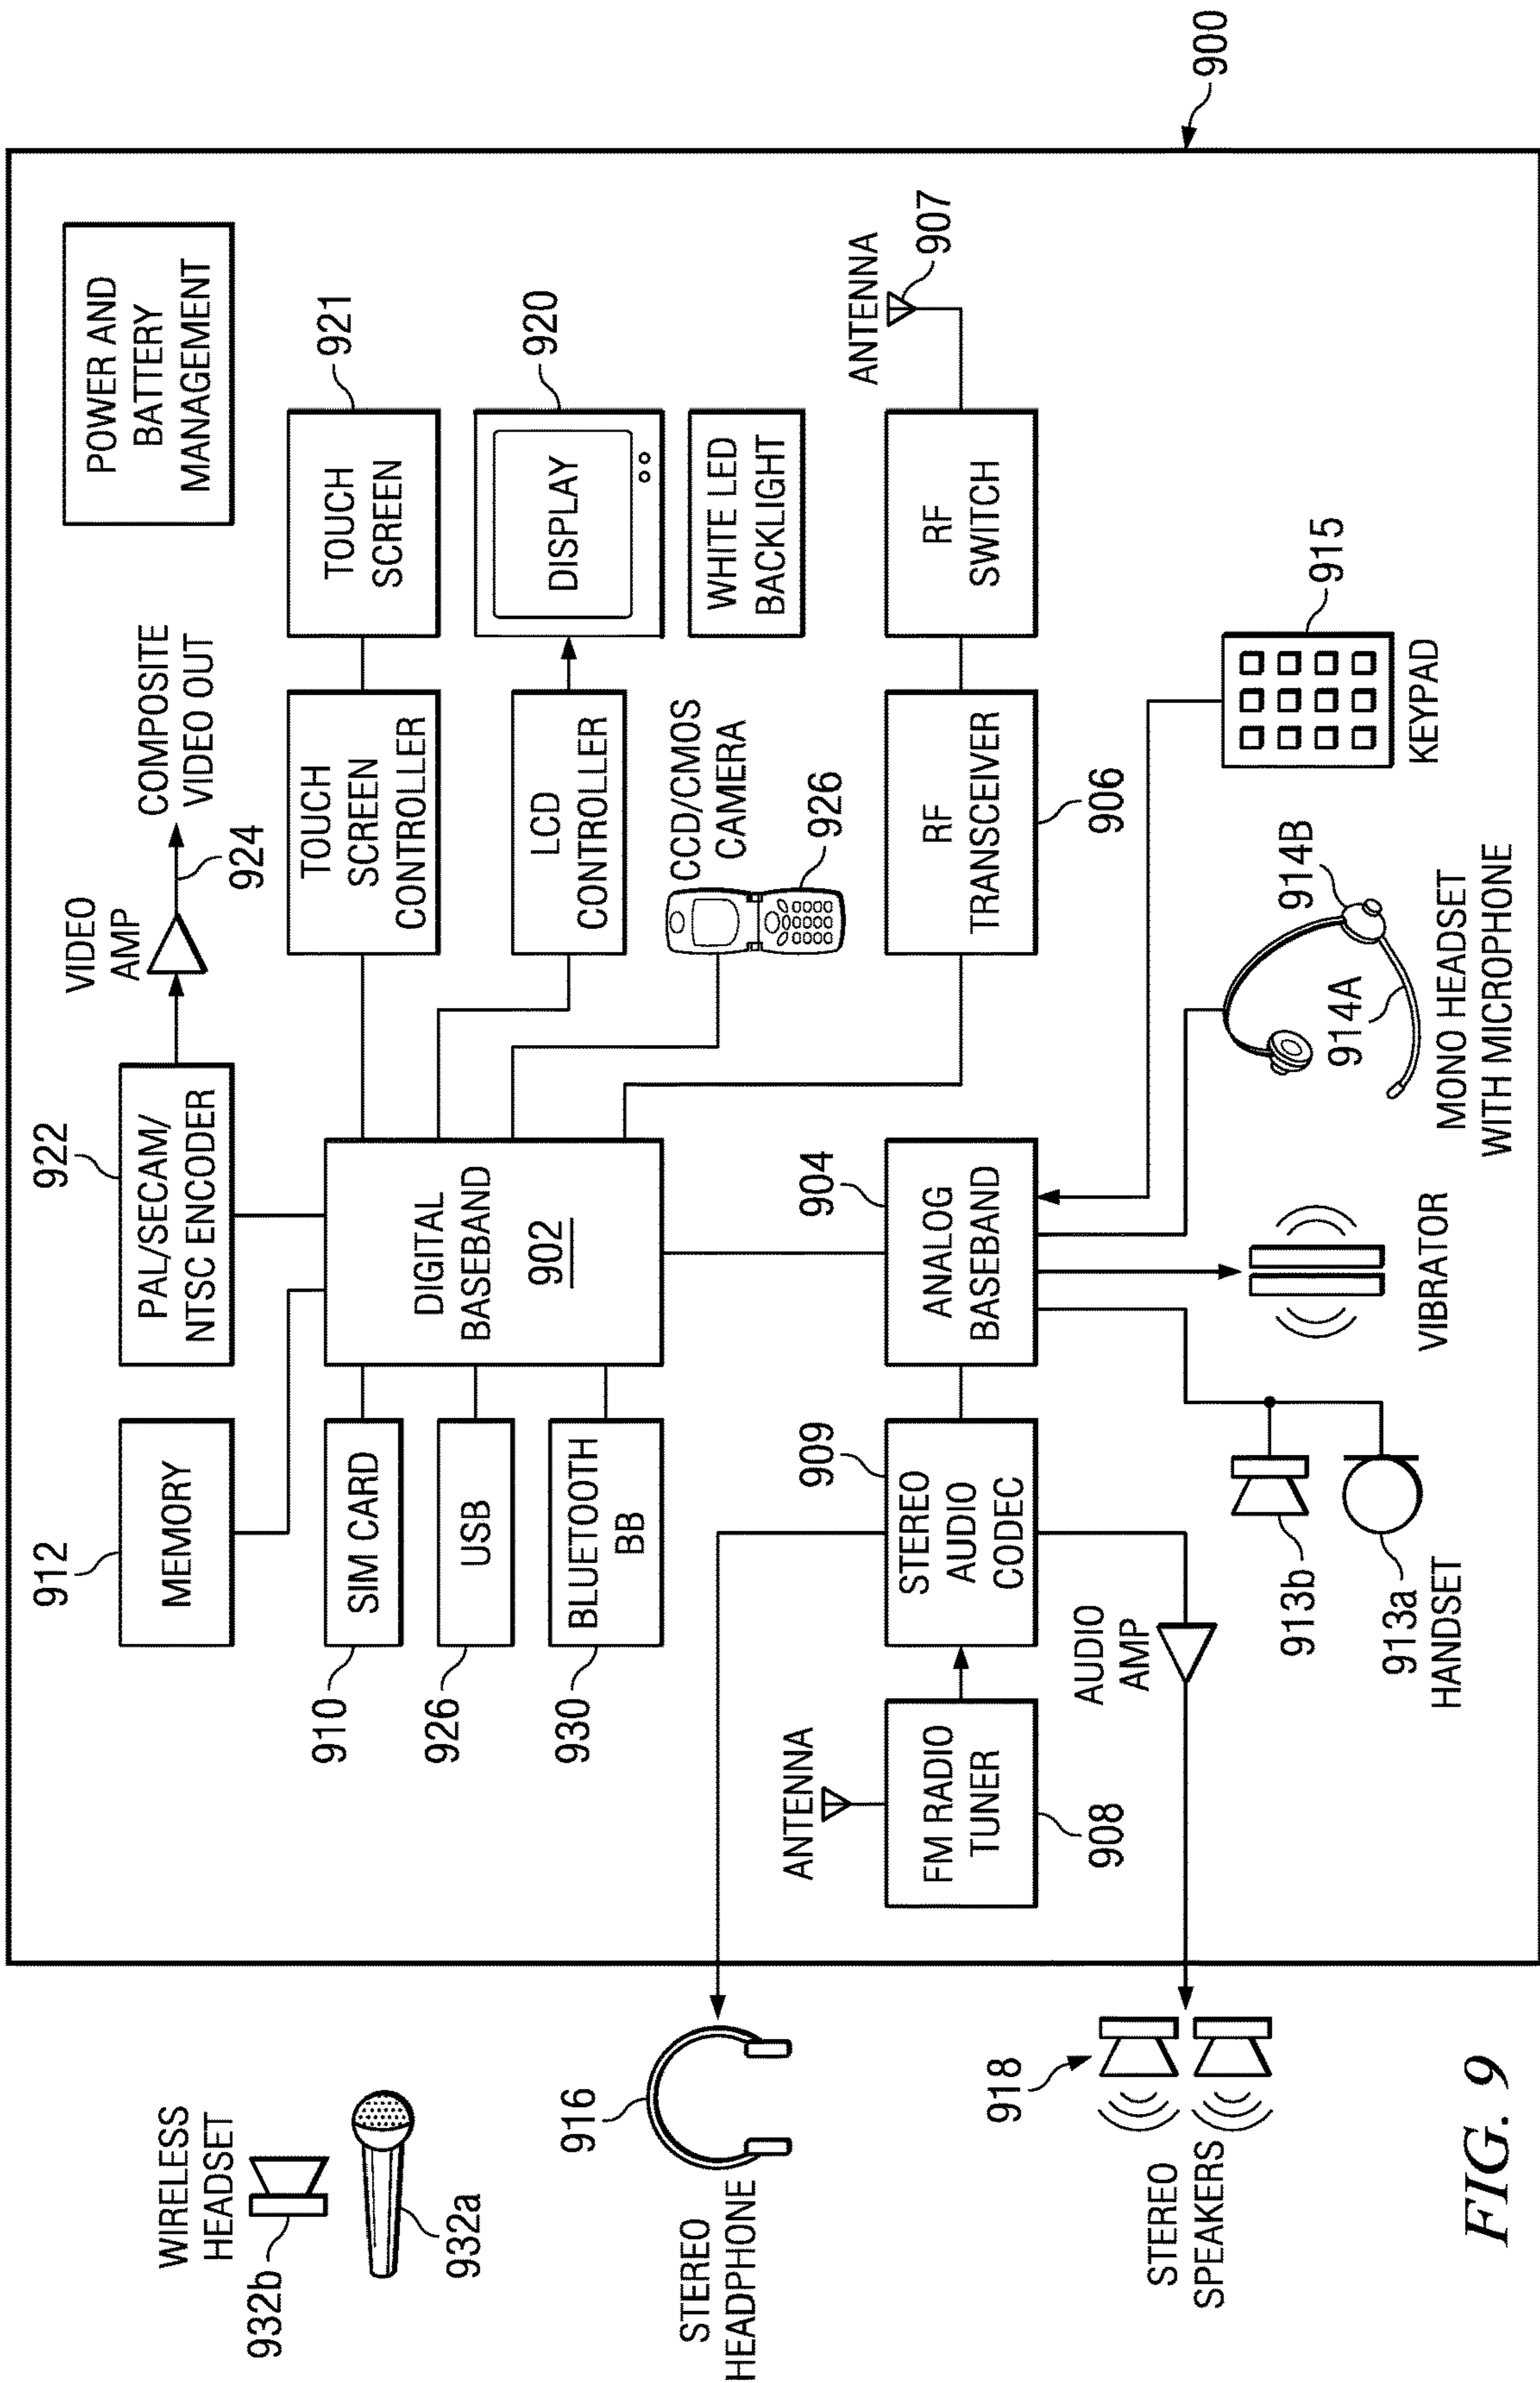 WIRELESS
HEADSET
932b
932a
STEREO
HEADPHONE
916
918
STEREO
SPEAKERS
912
MEMORY
922
PAL/SECAM/
NTSC ENCODER
VIDEO
AMP
924
COMPOSITE
VIDEO OUT
POWER AND
BATTERY
MANAGEMENT
910
SIM CARD
926
USB
930
BLUETOOTH
BB
DIGITAL
BASEBAND
902
TOUCH
SCREEN
CONTROLLER
TOUCH
SCREEN
921
LCD
CONTROLLER
DISPLAY
920
CCD/CMOS
CAMERA
926
WHITE LED
BACKLIGHT
ANTENNA
FM RADIO
TUNER
908
909
STEREO
AUDIO
CODEC
904
ANALOG
BASEBAND
RF
TRANSCEIVER
906
RF
SWITCH
ANTENNA
907
AUDIO
AMP
913b
913a
HANDSET
VIBRATOR
914A
914B
MONO HEADSET
WITH MICROPHONE
915
KEYPAD
900
FIG. 9